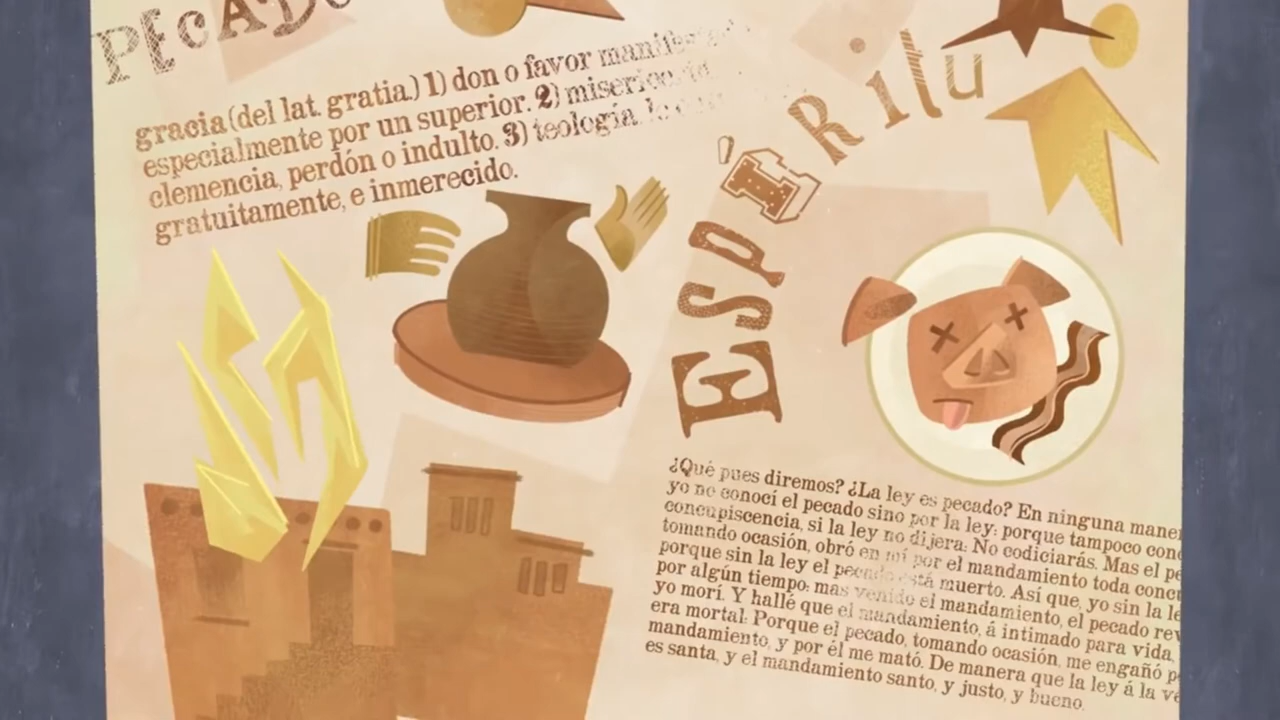 PECADO
gracia (del lat. gratia.) 1) don o favor
especialmente por un superior. 2)
clemencia, perdón o indulto. 3) teología.
gratuitamente, e inmerecido.
ESPÍRitu
¿Qué pues diremos? ¿La ley es pecado? En ninguna
yo no conocí el pecado sino por la ley: porque tampoco
concupiscencia, si la ley no dijera: No codiciarás. Mas el
tomando ocasión, obró en mí por el mandamiento toda
porque sin la ley el pecado está muerto. Así que, yo sin la
por algún tiempo: mas venido el mandamiento, el pecado
yo morí. Y hallé que el mandamiento, á intimado para vida,
era mortal: Porque el pecado, tomando ocasión, me engañó
mandamiento, y por él me mató. De manera que la ley á la
es santa, y el mandamiento santo, y justo, y bueno.